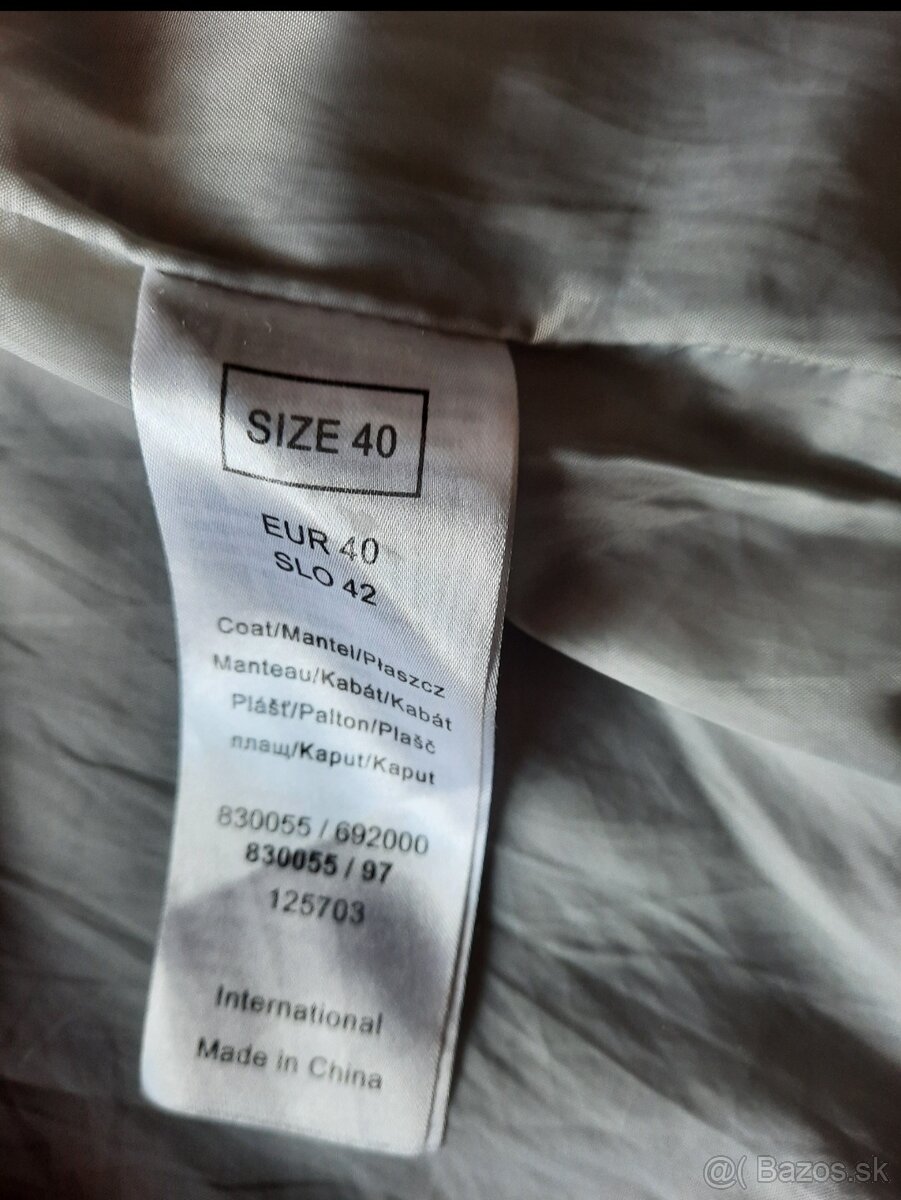 SIZE 40
EUR 40
SLO 42
Coat/Mantel/Płaszcz
Manteau/Kabát/Kabát
Plášť/Palton/Plašč
плащ/Kaput/Kaput
830055 / 692000
830055 / 97
125703
International
Made in China
@( Bazos.sk